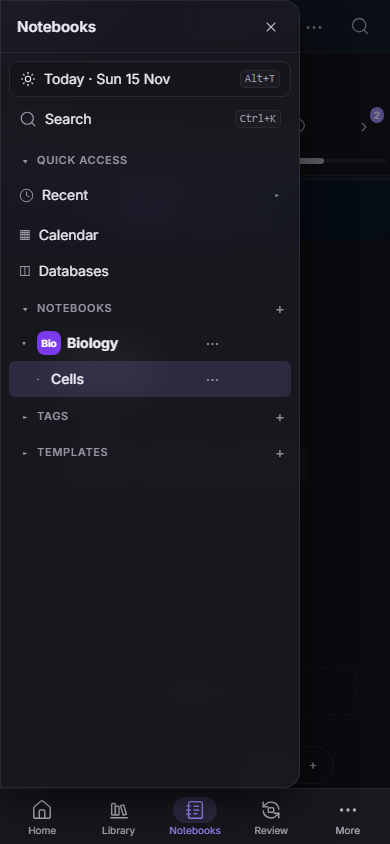 Notebooks
Today · Sun 15 Nov Alt+T
Search Ctrl+K
2
QUICK ACCESS
Recent
Calendar
Databases
NOTEBOOKS +
Bio Biology ...
· Cells ...
TAGS +
TEMPLATES +
+
Home Library Notebooks Review More